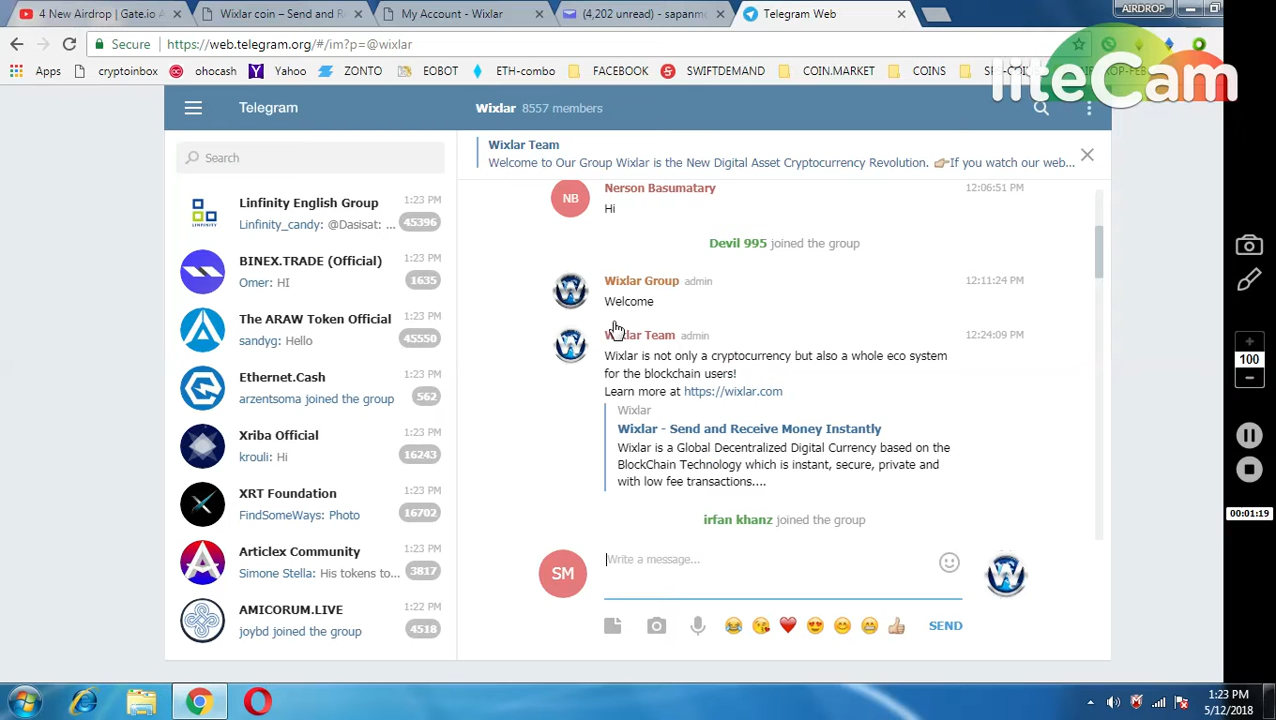 4 New Airdrop | Gate.io A
Wixlar coin – Send and R
My Account - Wixlar
(4,202 unread) - sapanm
Telegram Web
AIRDROP
Secure
https://web.telegram.org/#/im?p=@wixlar
Apps
cryptoinbox
ohocash
Yahoo
ETH-combo
FACEBOOK
SWIFTDEMAND
COIN.MARKET
COINS
liteCam
Telegram
Wixlar 8557 members
Search
Wixlar Team
Welcome to Our Group Wixlar is the New Digital Asset Cryptocurrency Revolution. 👉If you watch our web...
Linfinity English Group 1:23 PM
Linfinity_candy: @Dasisat: ... 45396
BINEX.TRADE (Official) 1:23 PM
Omer: HI 1635
The ARAW Token Official 1:23 PM
sandyg: Hello 45550
Ethernet.Cash 1:23 PM
arzentsoma joined the group 562
Xriba Official 1:23 PM
krouli: Hi 16243
XRT Foundation 1:23 PM
FindSomeWays: Photo 16702
Articlex Community 1:23 PM
Simone Stella: His tokens to... 3817
AMICORUM.LIVE 1:22 PM
joybd joined the group 4518
NB
Nerson Basumatary 12:06:51 PM
Hi
Devil 995 joined the group
Wixlar Group admin 12:11:24 PM
Welcome
Team admin 12:24:09 PM
Wixlar is not only a cryptocurrency but also a whole eco system
for the blockchain users!
Learn more at https://wixlar.com
Wixlar
Wixlar - Send and Receive Money Instantly
Wixlar is a Global Decentralized Digital Currency based on the
BlockChain Technology which is instant, secure, private and
with low fee transactions....
irfan khanz joined the group
SM
Write a message...
SEND
100
00:01:19
1:23 PM
5/12/2018